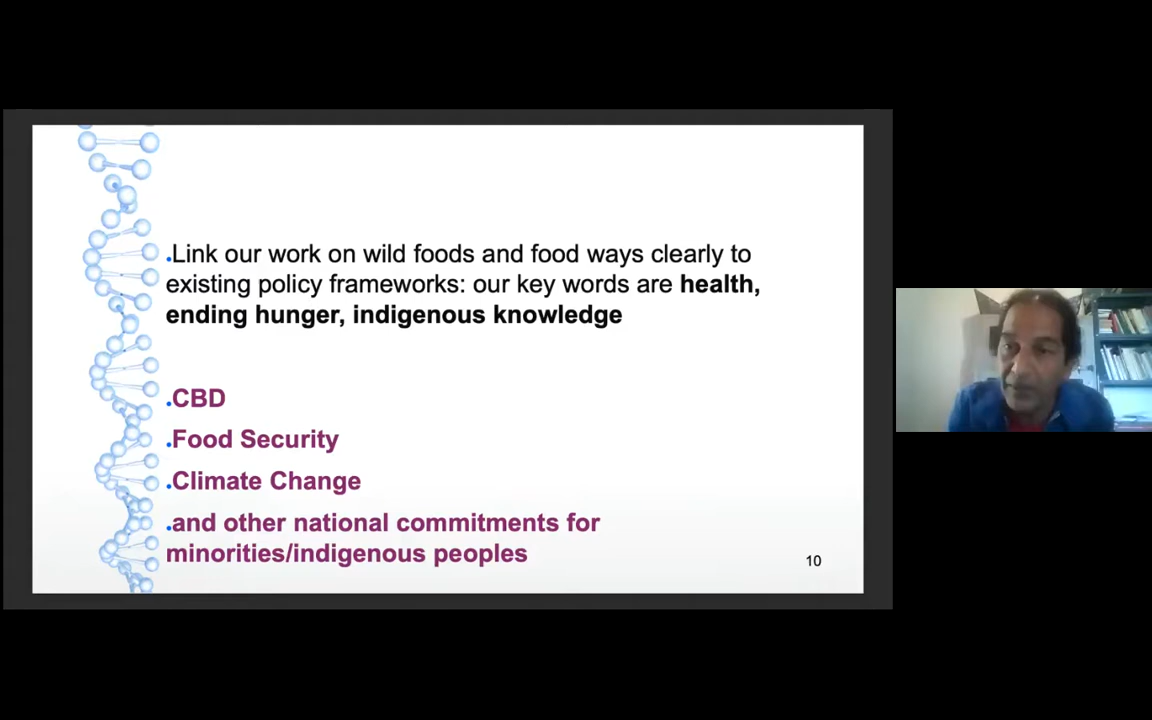 .Link our work on wild foods and food ways clearly to
existing policy frameworks: our key words are health,
ending hunger, indigenous knowledge
.CBD
.Food Security
.Climate Change
.and other national commitments for
minorities/indigenous peoples
10